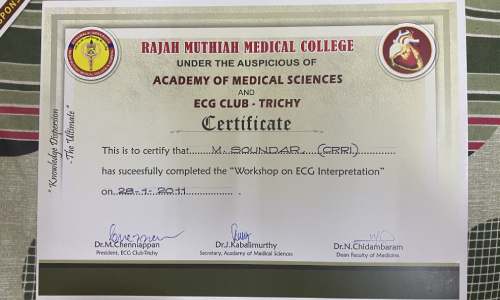 RAJAH MUTHIAH MEDICAL COLLEGE
UNDER THE AUSPICIOUS OF
ACADEMY OF MEDICAL SCIENCES
AND
ECG CLUB - TRICHY
Certificate
"Knowledge Dispersion
-The Ultimate"
This is to certify that M. SOUNDAR, (CRRI)
has suceesfully completed the "Workshop on ECG Interpretation"
on 28-1-2011
Dr.M.Chenniappan
President, ECG Club-Trichy
Dr.J.Kabalimurthy
Secretary, Academy of Medical Sciences
Dr.N.Chidambaram
Dean Faculty of Medicine